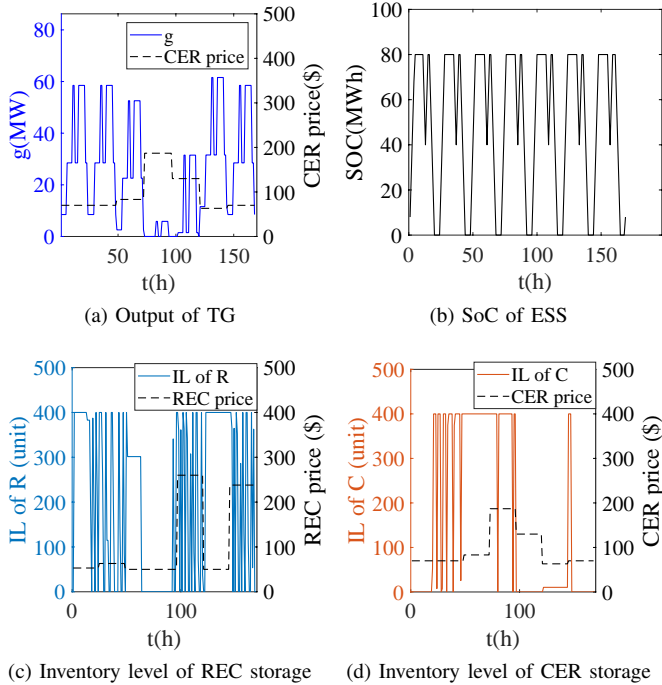 80
60
40
20
0
g(MW)
500
400
300
200
100
0
CER price($)
g
CER price
50
100
150
t(h)
(a) Output of TG
100
80
60
40
20
0
SOC(MWh)
0
50
100
150
t(h)
(b) SoC of ESS
500
400
300
200
100
0
IL of R (unit)
500
400
300
200
100
0
REC price ($)
IL of R
REC price
0
100
t(h)
(c) Inventory level of REC storage
500
400
300
200
100
0
IL of C (unit)
500
400
300
200
100
0
CER price ($)
IL of C
CER price
0
100
t(h)
(d) Inventory level of CER storage